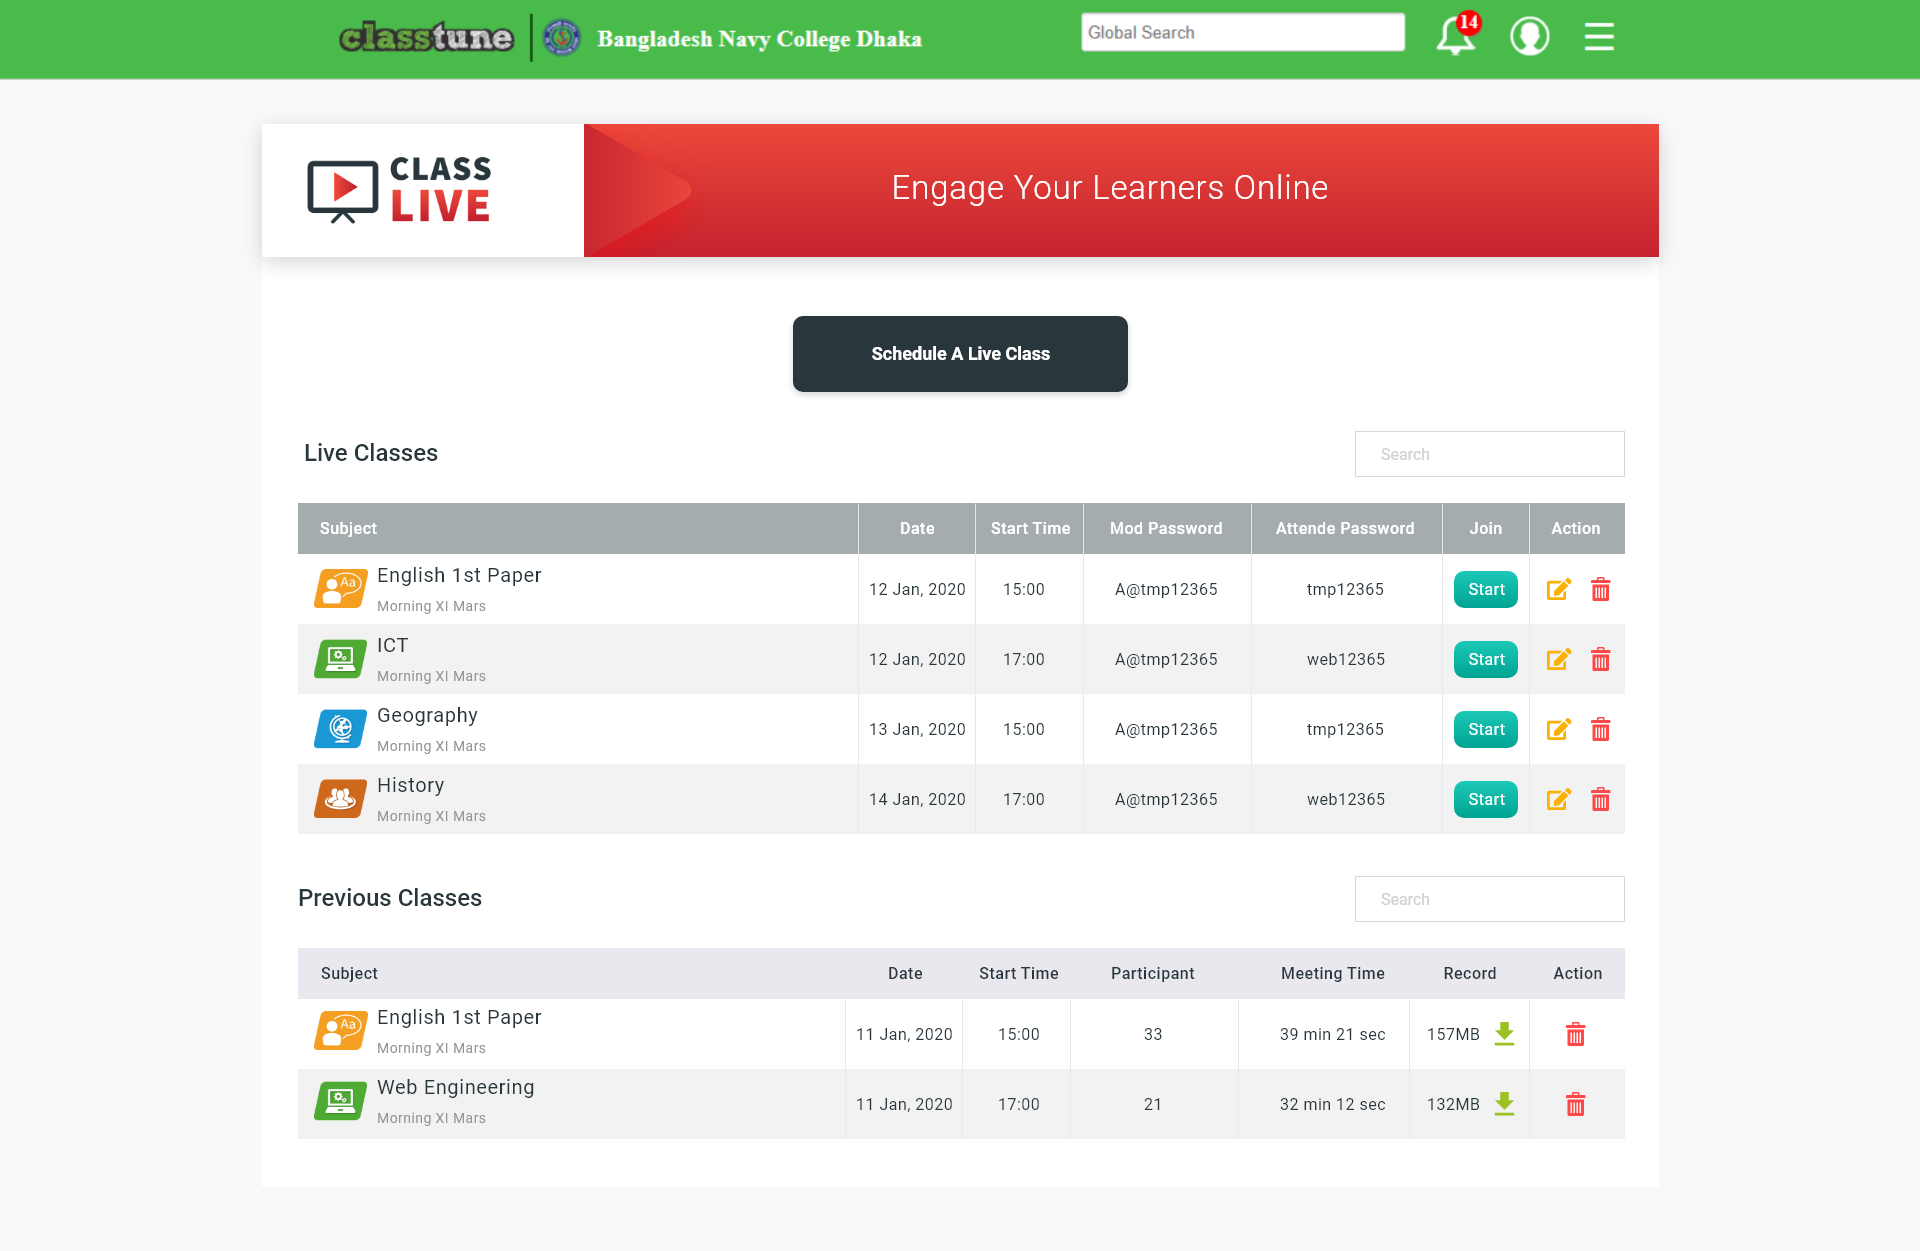 classtune
Bangladesh Navy College Dhaka
Global Search
14
CLASS
LIVE
Engage Your Learners Online
Schedule A Live Class
Live Classes
Search
Subject Date Start Time Mod Password Attende Password Join Action
Aa English 1st Paper
Morning XI Mars
12 Jan, 2020 15:00 A@tmp12365 tmp12365 Start
ICT
Morning XI Mars
12 Jan, 2020 17:00 A@tmp12365 web12365 Start
Geography
Morning XI Mars
13 Jan, 2020 15:00 A@tmp12365 tmp12365 Start
History
Morning XI Mars
14 Jan, 2020 17:00 A@tmp12365 web12365 Start
Previous Classes
Search
Subject Date Start Time Participant Meeting Time Record Action
Aa English 1st Paper
Morning XI Mars
11 Jan, 2020 15:00 33 39 min 21 sec 157MB
Web Engineering
Morning XI Mars
11 Jan, 2020 17:00 21 32 min 12 sec 132MB